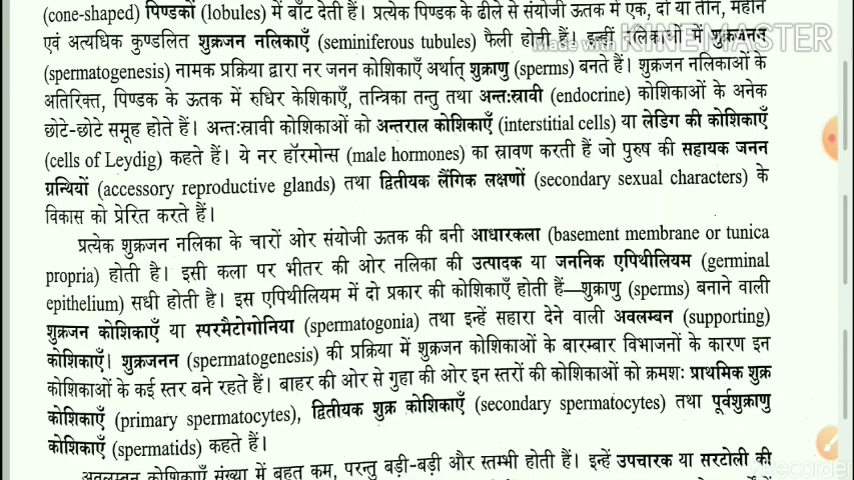 (cone-shaped) पिण्डकों (lobules) में बाँट देती हैं। प्रत्येक पिण्डक के ढीले से संयोजी ऊतक में एक, दो या तीन, महीन
एवं अत्यधिक कुण्डलित शुक्रजन नलिकाएँ (seminiferous tubules) फैली होती हैं। इन्हीं नलिकाओं में शुक्रजनन
made with KINEMASTER
(spermatogenesis) नामक प्रक्रिया द्वारा नर जनन कोशिकाएँ अर्थात् शुक्राणु (sperms) बनते हैं। शुक्रजन नलिकाओं के
अतिरिक्त, पिण्डक के ऊतक में रुधिर केशिकाएँ, तन्त्रिका तन्तु तथा अन्तःस्रावी (endocrine) कोशिकाओं के अनेक
छोटे-छोटे समूह होते हैं। अन्तःस्रावी कोशिकाओं को अन्तराल कोशिकाएँ (interstitial cells) या लेडिग की कोशिकाएँ
(cells of Leydig) कहते हैं। ये नर हॉरमोन्स (male hormones) का स्रावण करती हैं जो पुरुष की सहायक जनन
ग्रन्थियों (accessory reproductive glands) तथा द्वितीयक लैंगिक लक्षणों (secondary sexual characters) के
विकास को प्रेरित करते हैं।
प्रत्येक शुक्रजन नलिका के चारों ओर संयोजी ऊतक की बनी आधारकला (basement membrane or tunica
propria) होती है। इसी कला पर भीतर की ओर नलिका की उत्पादक या जननिक एपिथीलियम (germinal
epithelium) सधी होती है। इस एपिथीलियम में दो प्रकार की कोशिकाएँ होती हैं—शुक्राणु (sperms) बनाने वाली
शुक्रजन कोशिकाएँ या स्परमैटोगोनिया (spermatogonia) तथा इन्हें सहारा देने वाली अवलम्बन (supporting)
कोशिकाएँ। शुक्रजनन (spermatogenesis) की प्रक्रिया में शुक्रजन कोशिकाओं के बारम्बार विभाजनों के कारण इन
कोशिकाओं के कई स्तर बने रहते हैं। बाहर की ओर से गुहा की ओर इन स्तरों की कोशिकाओं को क्रमशः प्राथमिक शुक्र
कोशिकाएँ (primary spermatocytes), द्वितीयक शुक्र कोशिकाएँ (secondary spermatocytes) तथा पूर्वशुक्राणु
कोशिकाएँ (spermatids) कहते हैं।
अवलम्बन कोशिकाएँ संख्या में बहुत कम, परन्तु बड़ी-बड़ी और स्तम्भी होती हैं। इन्हें उपचारक या सरटोली की